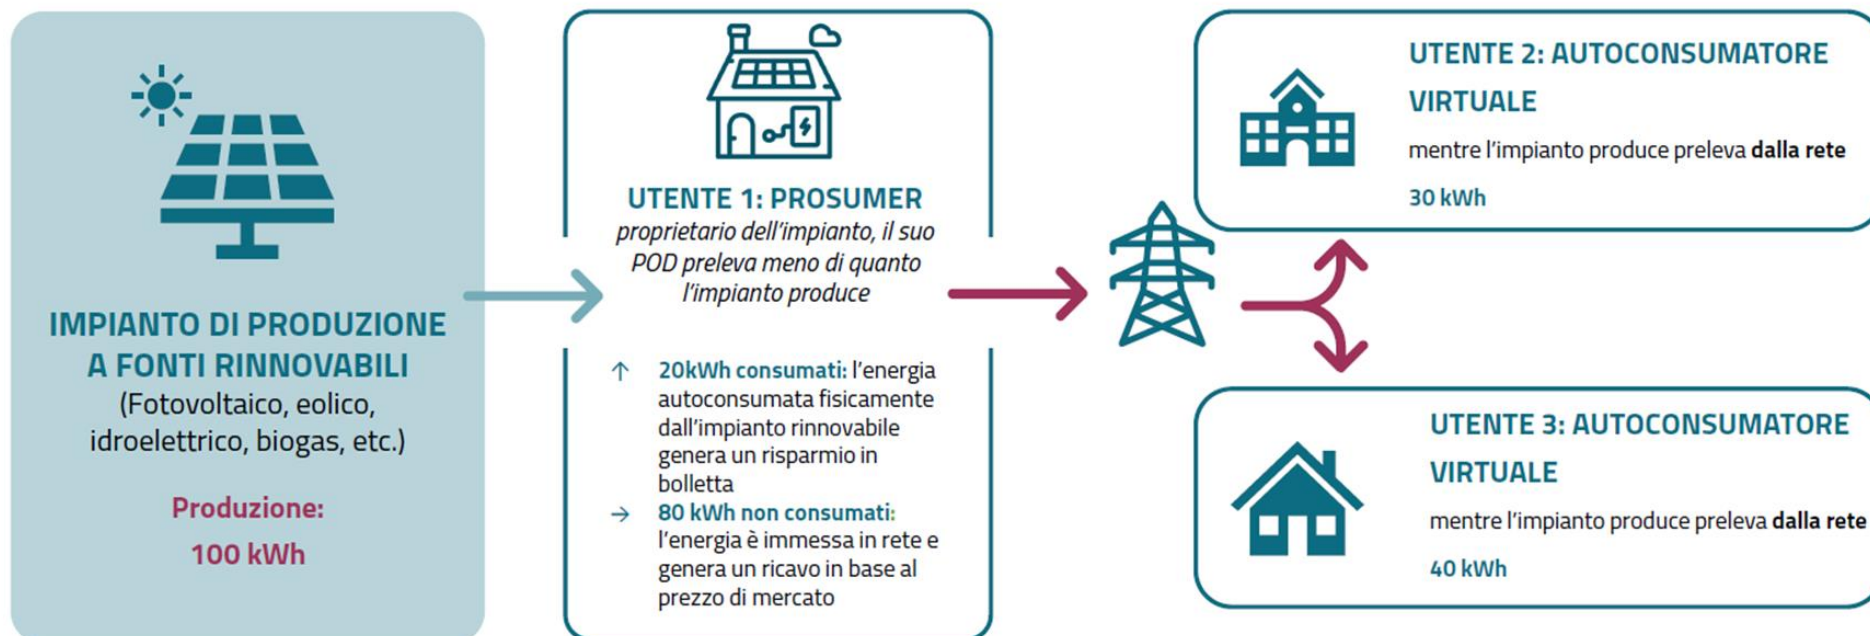 IMPIANTO DI PRODUZIONE
A FONTI RINNOVABILI
(Fotovoltaico, eolico,
idroelettrico, biogas, etc.)
Produzione:
100 kWh
UTENTE 1: PROSUMER
proprietario dell'impianto, il suo
POD preleva meno di quanto
l'impianto produce
↑ 20kWh consumati: l'energia
autoconsumata fisicamente
dall'impianto rinnovabile
genera un risparmio in
bolletta
→ 80 kWh non consumati:
l'energia è immessa in rete e
genera un ricavo in base al
prezzo di mercato
UTENTE 2: AUTOCONSUMATORE
VIRTUALE
mentre l'impianto produce preleva dalla rete
30 kWh
UTENTE 3: AUTOCONSUMATORE
VIRTUALE
mentre l'impianto produce preleva dalla rete
40 kWh